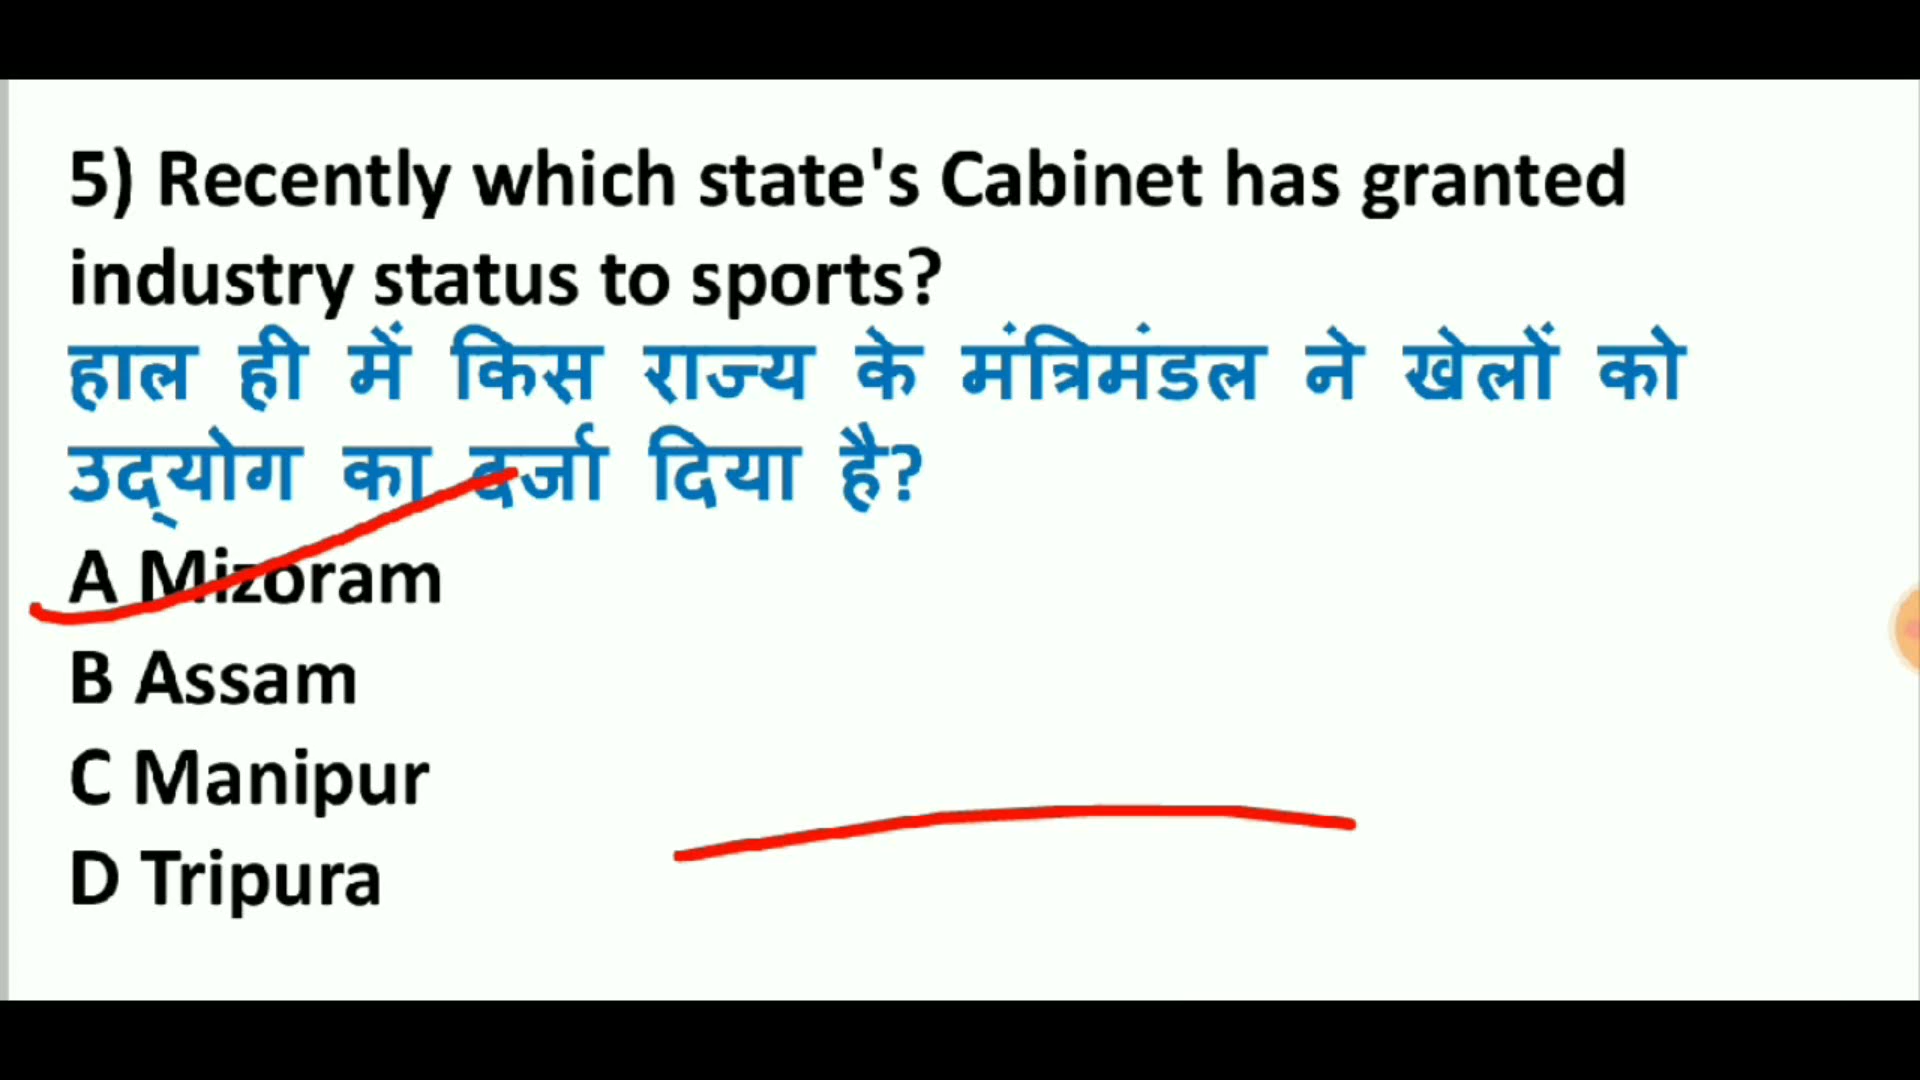 5) Recently which state's Cabinet has granted
industry status to sports?
हाल ही में किस राज्य के मंत्रिमंडल ने खेलों को
उद्योग का दर्जा दिया है?
A Mizoram
B Assam
C Manipur
D Tripura